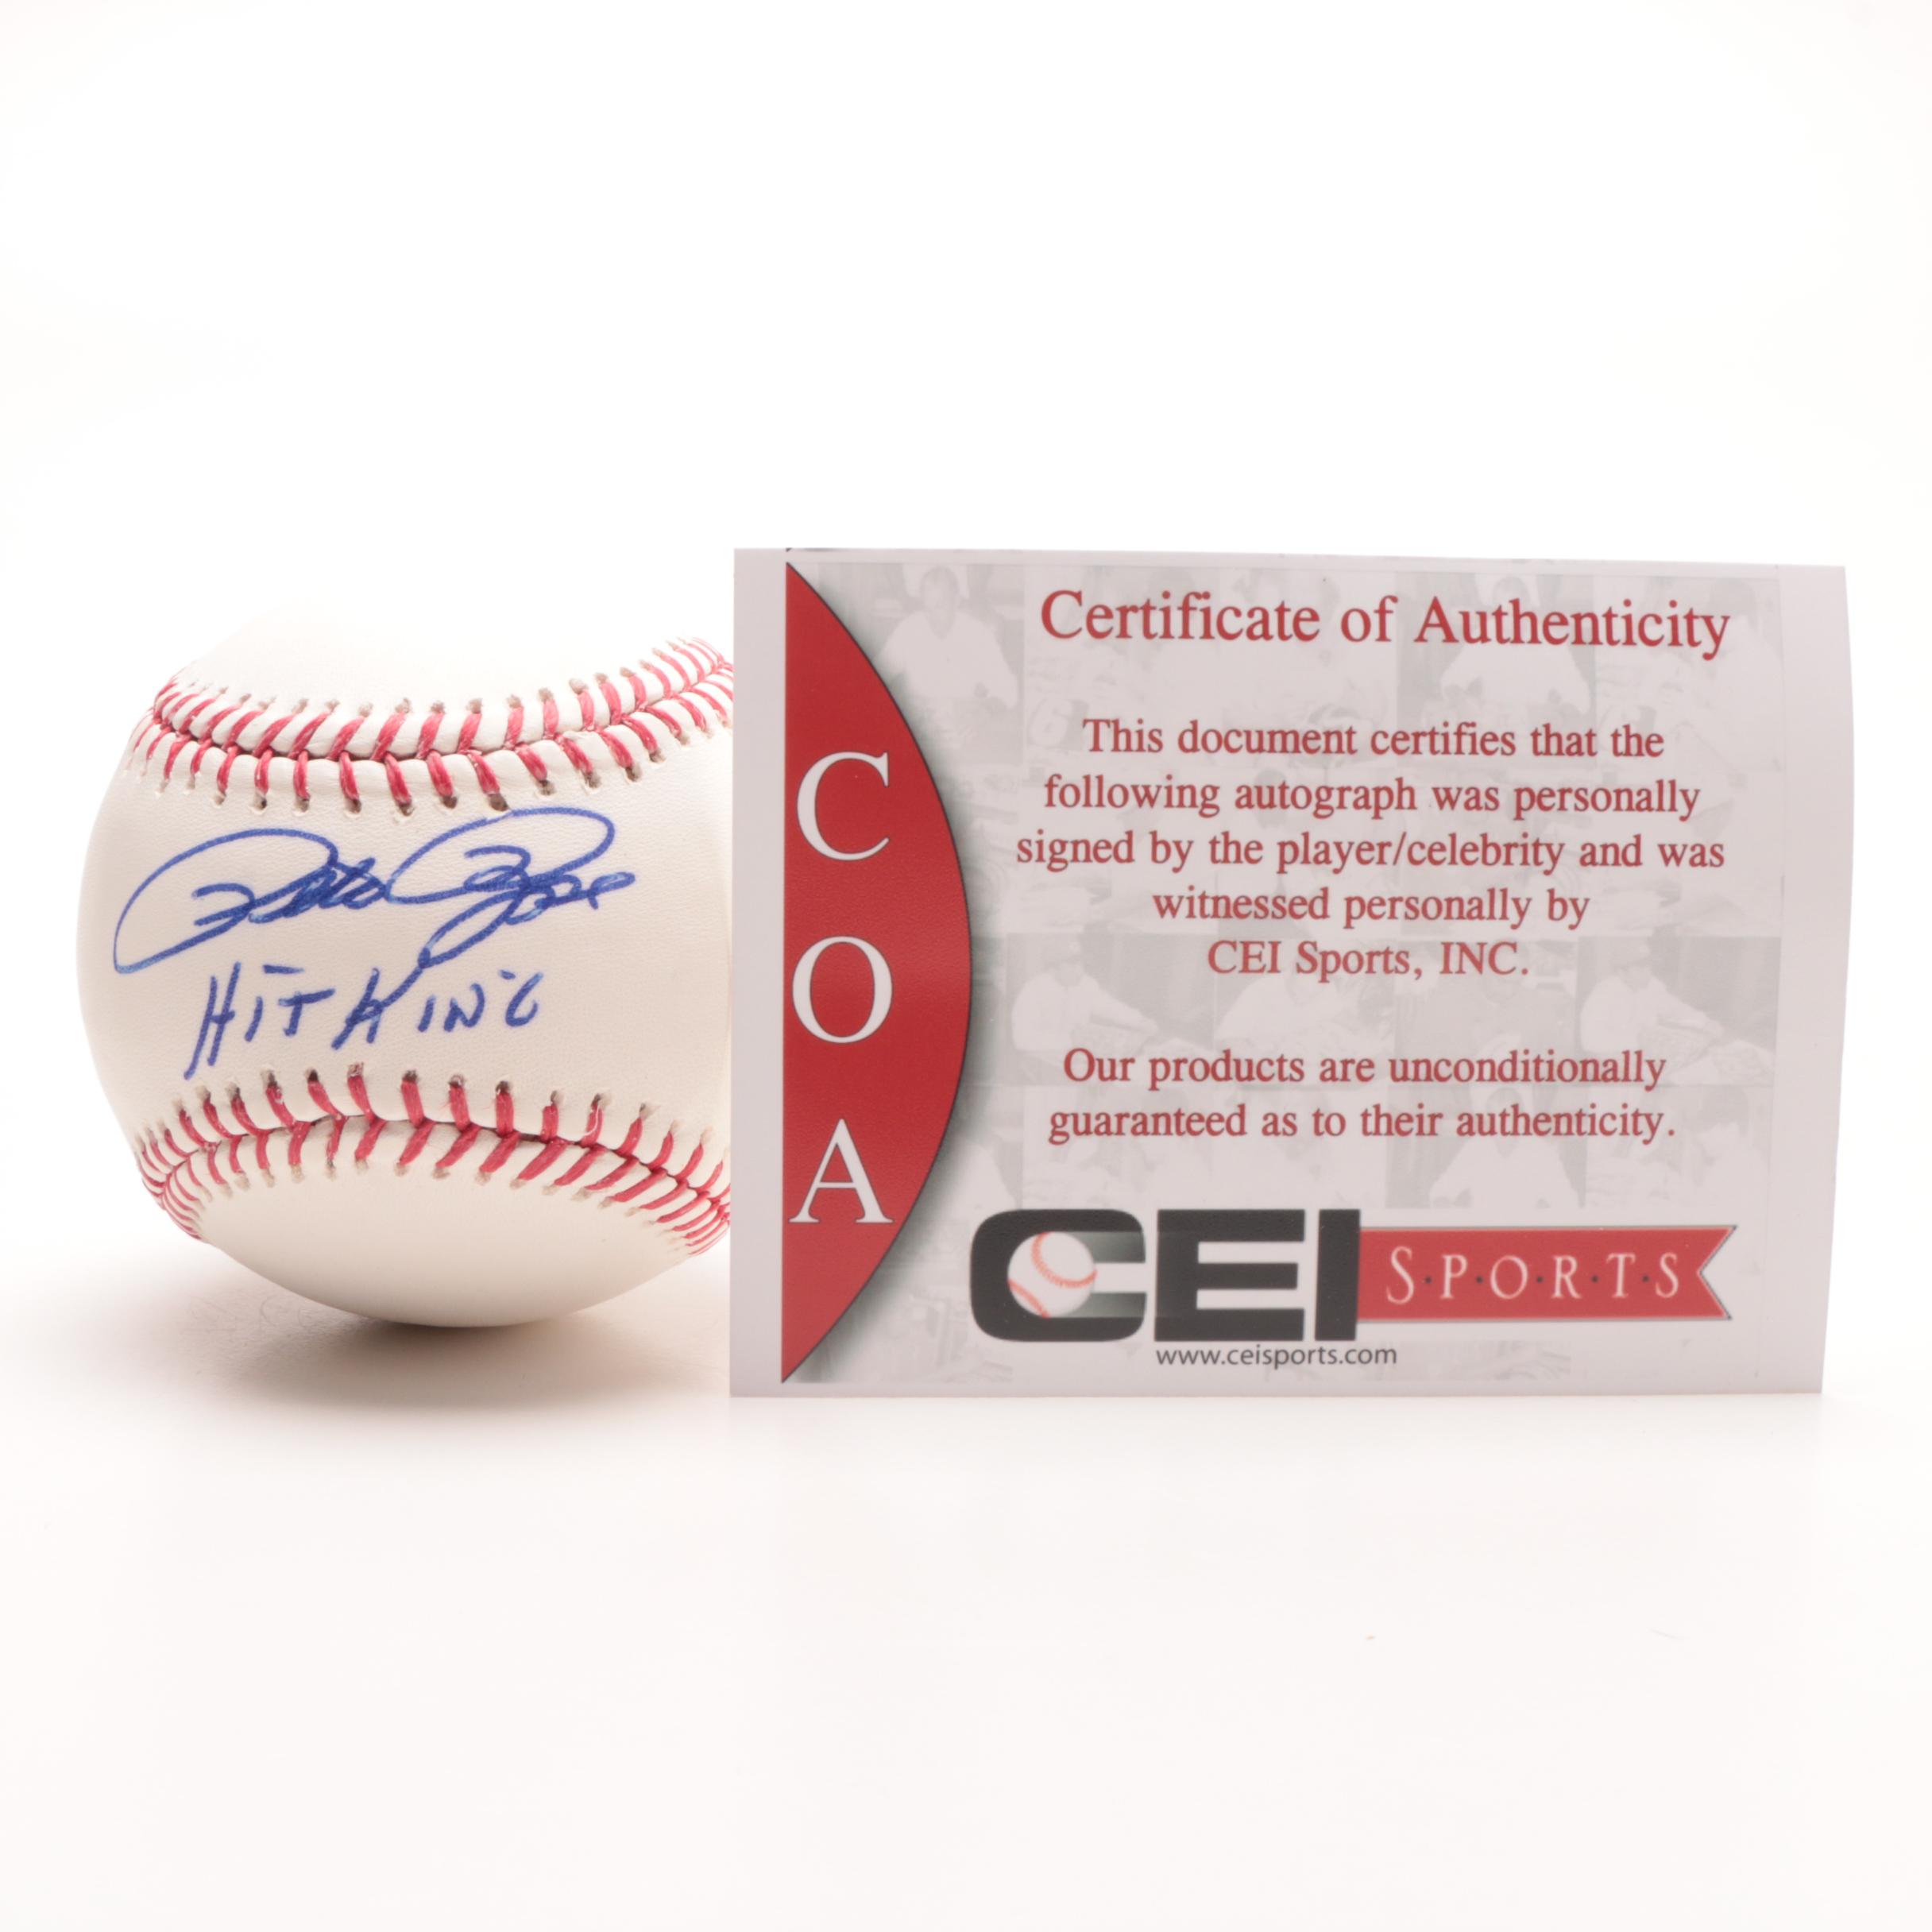 Pete Rose
HIT KING
COA
Certificate of Authenticity
This document certifies that the
following autograph was personally
signed by the player/celebrity and was
witnessed personally by
CEI Sports, INC.
Our products are unconditionally
guaranteed as to their authenticity.
CEI S·P·O·R·T·S
www.ceisports.com